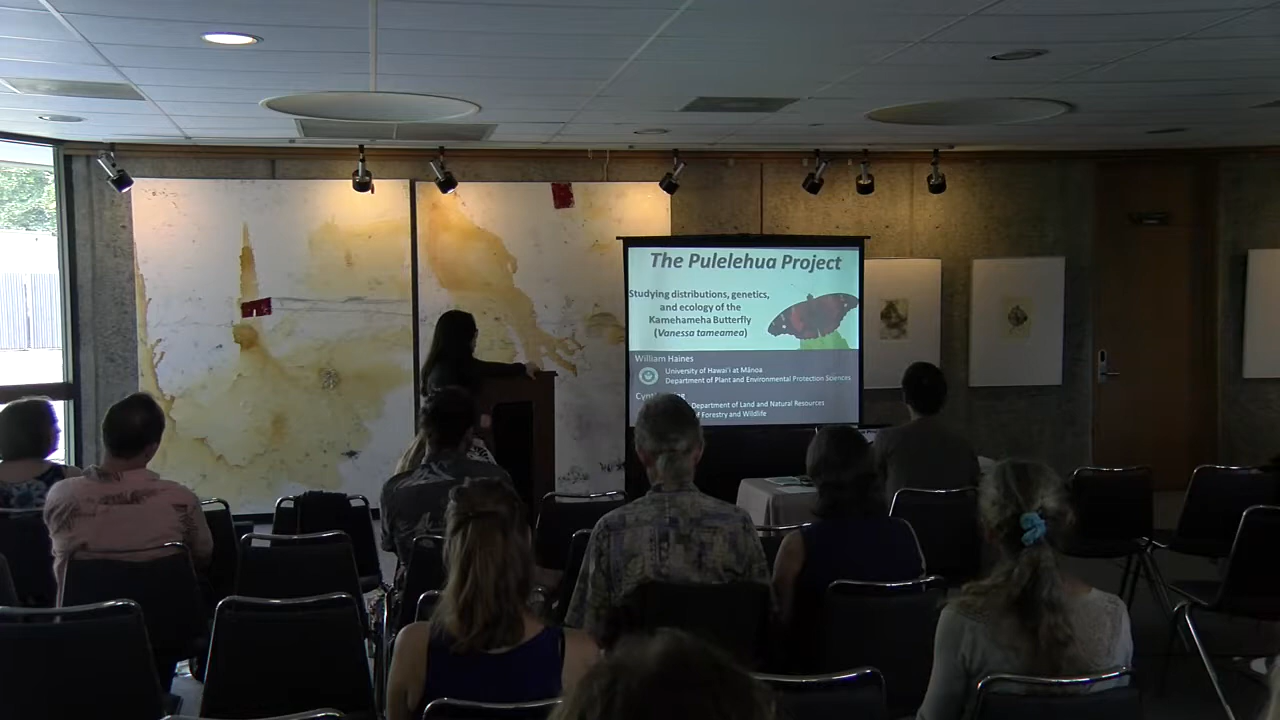 The Pulelehua Project
Studying distributions, genetics,
and ecology of the
Kamehameha Butterfly
(Vanessa tameamea)
William Haines
University of Hawai'i at Mānoa
Department of Plant and Environmental Protection Sciences
Department of Land and Natural Resources
of Forestry and Wildlife